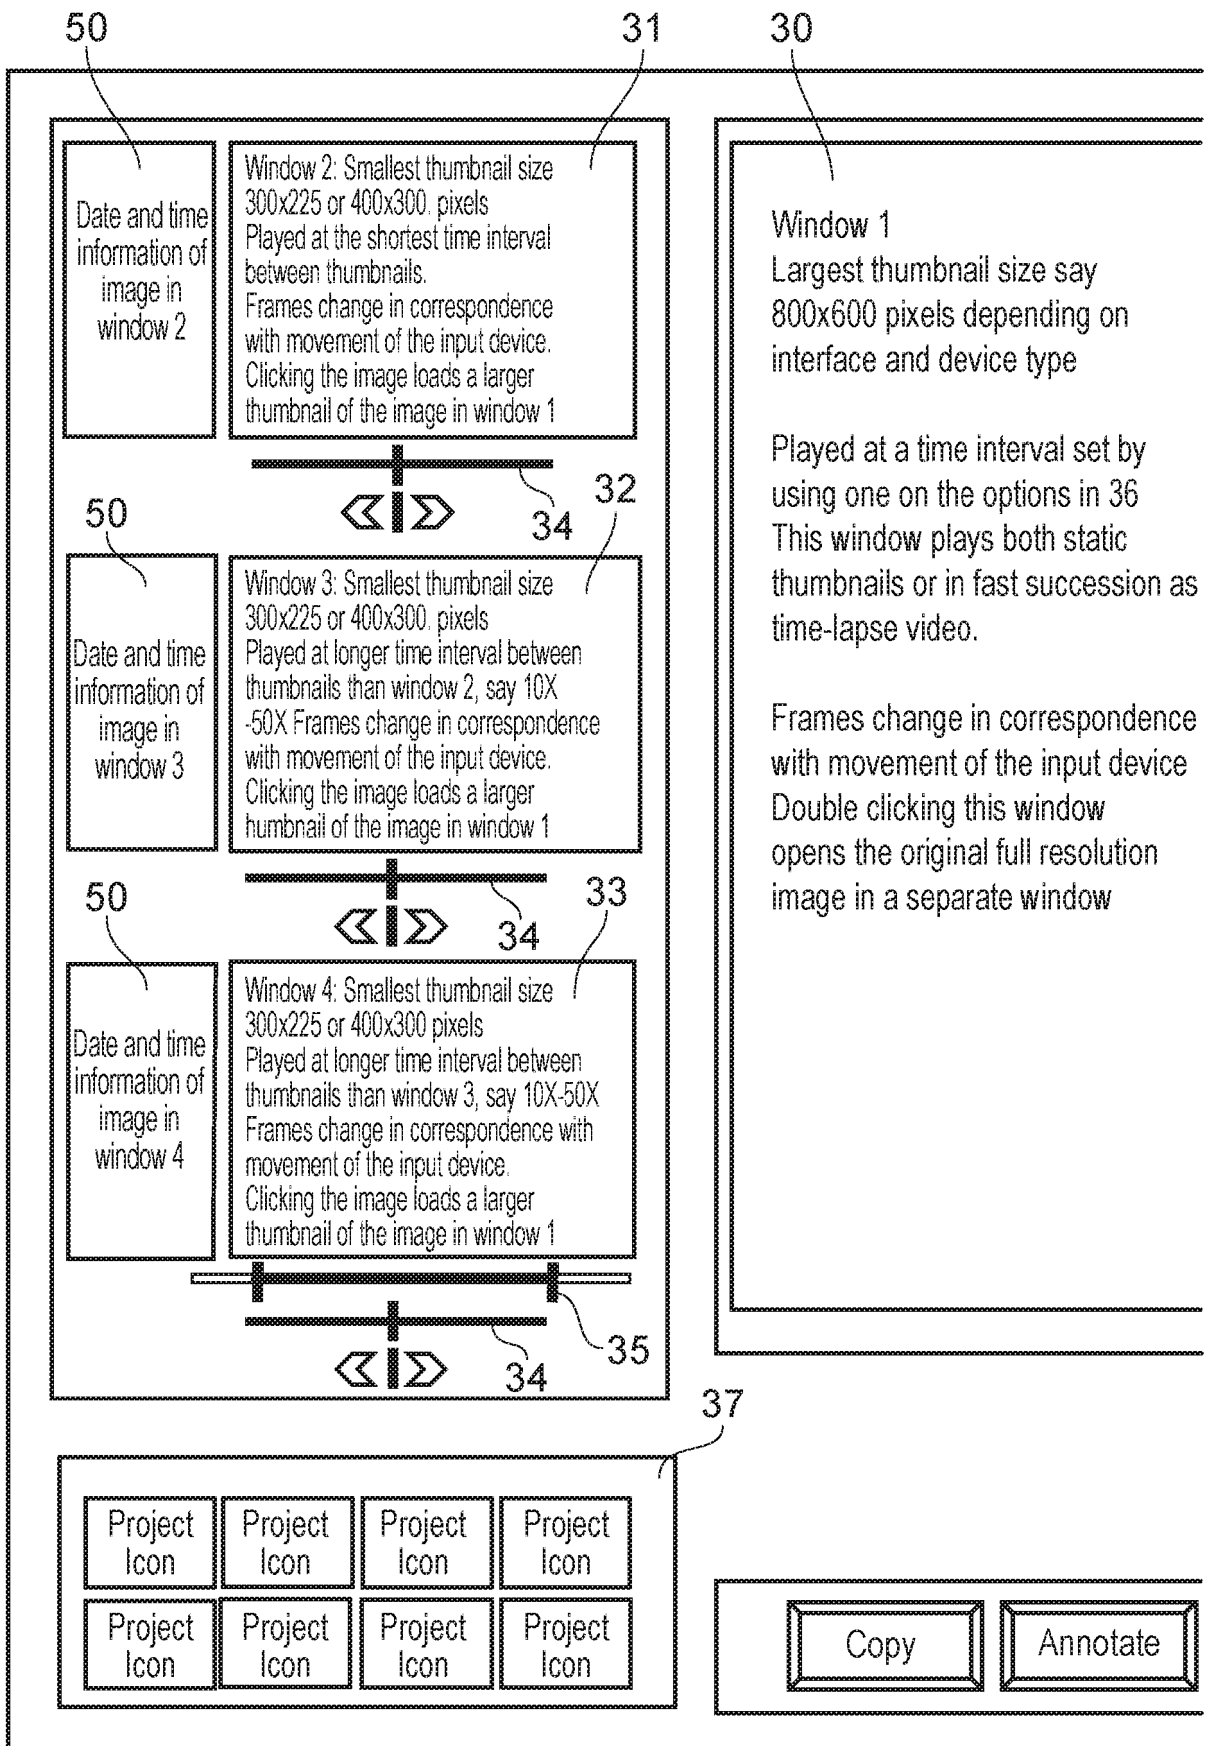 50
31
30
Date and time
information of
image in
window 2
Window 2: Smallest thumbnail size
300x225 or 400x300. pixels
Played at the shortest time interval
between thumbnails.
Frames change in correspondence
with movement of the input device.
Clicking the image loads a larger
thumbnail of the image in window 1
34
50
32
Date and time
information of
image in
window 3
Window 3: Smallest thumbnail size
300x225 or 400x300. pixels
Played at longer time interval between
thumbnails than window 2, say 10X
-50X Frames change in correspondence
with movement of the input device.
Clicking the image loads a larger
humbnail of the image in window 1
34
50
33
Date and time
information of
image in
window 4
Window 4: Smallest thumbnail size
300x225 or 400x300 pixels
Played at longer time interval between
thumbnails than window 3, say 10X-50X
Frames change in correspondence with
movement of the input device.
Clicking the image loads a larger
thumbnail of the image in window 1
35
34
Window 1
Largest thumbnail size say
800x600 pixels depending on
interface and device type
Played at a time interval set by
using one on the options in 36
This window plays both static
thumbnails or in fast succession as
time-lapse video.
Frames change in correspondence
with movement of the input device
Double clicking this window
opens the original full resolution
image in a separate window
37
Project
Icon
Project
Icon
Project
Icon
Project
Icon
Project
Icon
Project
Icon
Project
Icon
Project
Icon
Copy
Annotate